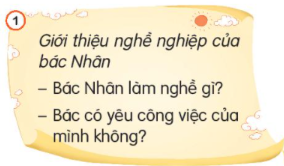 1
Giới thiệu nghề nghiệp của
bác Nhân
– Bác Nhân làm nghề gì?
– Bác có yêu công việc của
mình không?